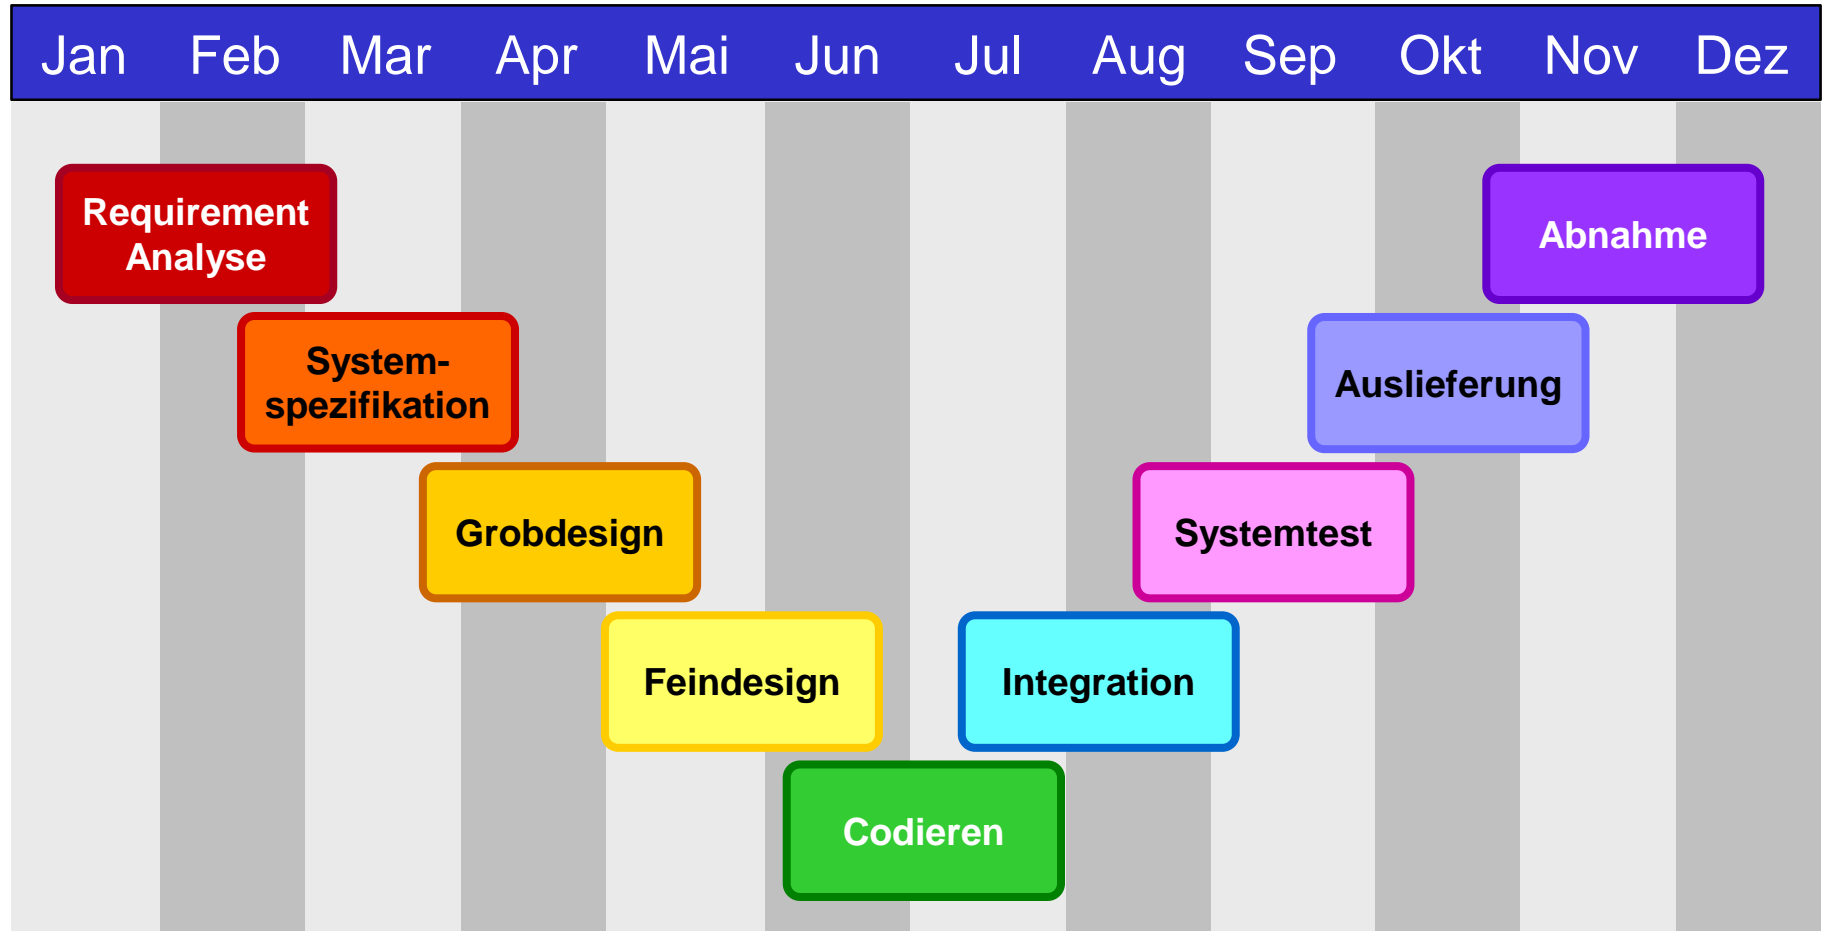 Jan Feb Mar Apr Mai Jun Jul Aug Sep Okt Nov Dez
Requirement
Analyse
Abnahme
System-
spezifikation
Auslieferung
Grobdesign
Systemtest
Feindesign
Integration
Codieren